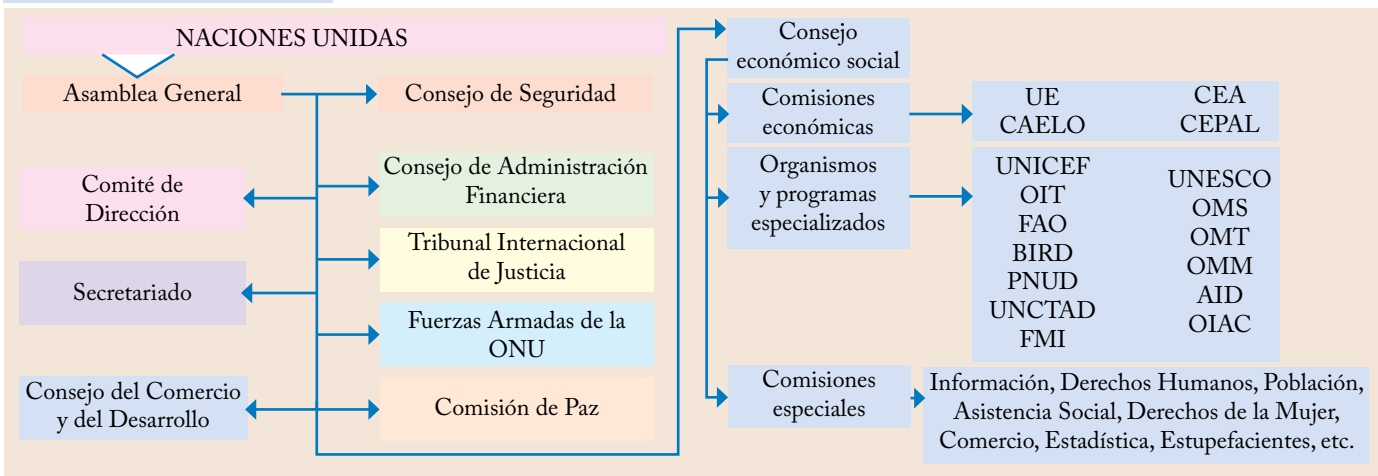 NACIONES UNIDAS
Asamblea General
Consejo de Seguridad
Comité de
Dirección
Consejo de Administración
Financiera
Secretariado
Tribunal Internacional
de Justicia
Fuerzas Armadas de la
ONU
Consejo del Comercio
y del Desarrollo
Comisión de Paz
Consejo
económico social
Comisiones
económicas
UE
CAELO
CEA
CEPAL
Organismos
y programas
especializados
UNICEF
OIT
FAO
BIRD
PNUD
UNCTAD
FMI
UNESCO
OMS
OMT
OMM
AID
OIAC
Comisiones
especiales
Información, Derechos Humanos, Población,
Asistencia Social, Derechos de la Mujer,
Comercio, Estadística, Estupefacientes, etc.